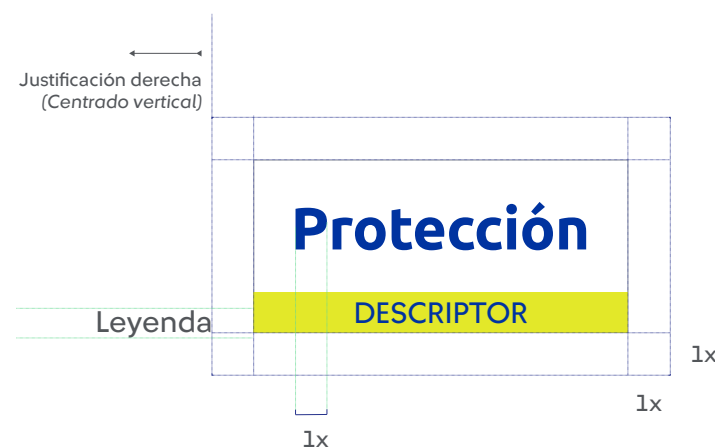 Justificación derecha
(Centrado vertical)
Protección
DESCRIPTOR
Leyenda
1x
1x
1x